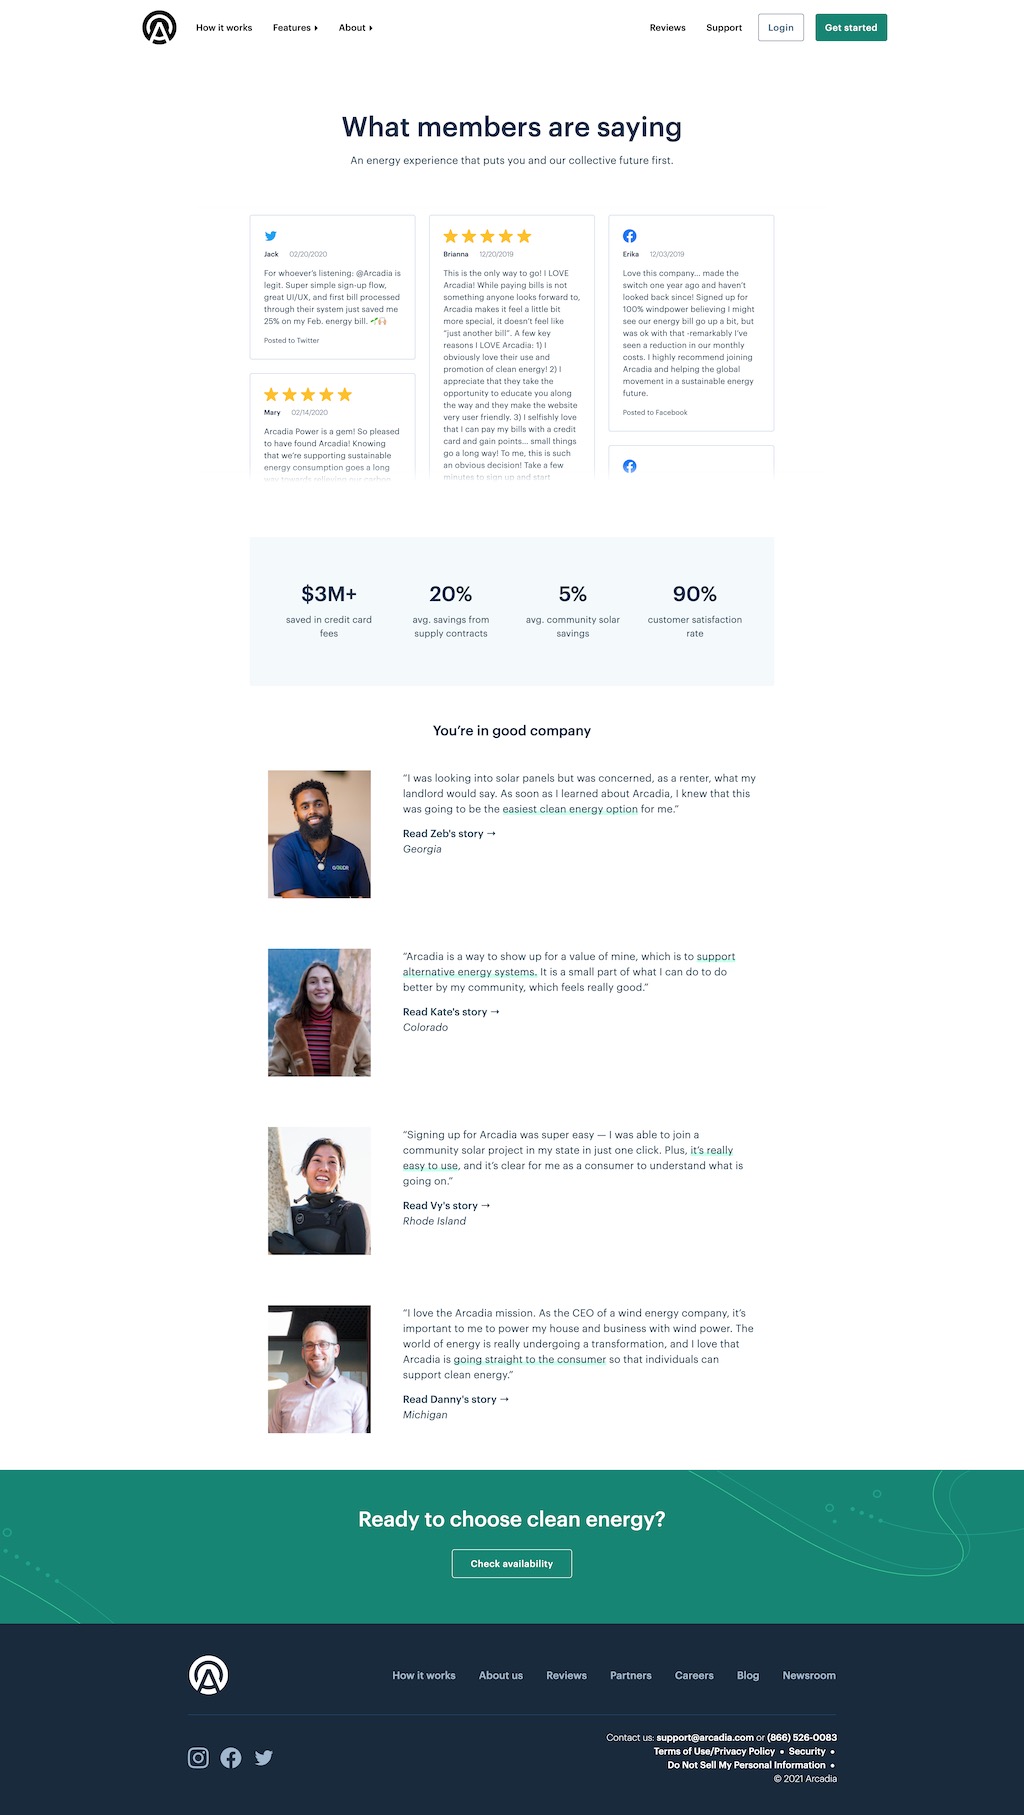 How it works
Features
About
Reviews
Support
Login
Get started
What members are saying
An energy experience that puts you and our collective future first.
Jack 02/20/2020
For whoever's listening: @Arcadia is
legit. Super simple sign-up flow,
great UI/UX, and first bill processed
through their system just saved me
25% on my Feb. energy bill. 🌱🙌🏼
Posted to Twitter
Mary 02/14/2020
Arcadia Power is a gem! So pleased
to have found Arcadia! Knowing
that we're supporting sustainable
energy consumption goes a long
way towards relieving our carbon
Brianna 12/20/2019
This is the only way to go! I LOVE
Arcadia! While paying bills is not
something anyone looks forward to,
Arcadia makes it feel a little bit
more special, it doesn't feel like
"just another bill". A few key
reasons I LOVE Arcadia: 1) I
obviously love their use and
promotion of clean energy! 2) I
appreciate that they take the
opportunity to educate you along
the way and they make the website
very user friendly. 3) I selfishly love
that I can pay my bills with a credit
card and gain points... small things
go a long way! To me, this is such
an obvious decision! Take a few
minutes to sign up and start
Erika 12/03/2019
Love this company... made the
switch one year ago and haven't
looked back since! Signed up for
100% windpower believing I might
see our energy bill go up a bit, but
was ok with that -remarkably I've
seen a reduction in our monthly
costs. I highly recommend joining
Arcadia and helping the global
movement in a sustainable energy
future.
Posted to Facebook
$3M+
saved in credit card
fees
20%
avg. savings from
supply contracts
5%
avg. community solar
savings
90%
customer satisfaction
rate
You're in good company
"I was looking into solar panels but was concerned, as a renter, what my
landlord would say. As soon as I learned about Arcadia, I knew that this
was going to be the easiest clean energy option for me."
Read Zeb's story →
Georgia
"Arcadia is a way to show up for a value of mine, which is to support
alternative energy systems. It is a small part of what I can do to do
better by my community, which feels really good."
Read Kate's story →
Colorado
"Signing up for Arcadia was super easy — I was able to join a
community solar project in my state in just one click. Plus, it's really
easy to use, and it's clear for me as a consumer to understand what is
going on."
Read Vy's story →
Rhode Island
"I love the Arcadia mission. As the CEO of a wind energy company, it's
important to me to power my house and business with wind power. The
world of energy is really undergoing a transformation, and I love that
Arcadia is going straight to the consumer so that individuals can
support clean energy."
Read Danny's story →
Michigan
Ready to choose clean energy?
Check availability
How it works
About us
Reviews
Partners
Careers
Blog
Newsroom
Contact us: support@arcadia.com or (866) 526-0083
Terms of Use/Privacy Policy • Security •
Do Not Sell My Personal Information •
© 2021 Arcadia